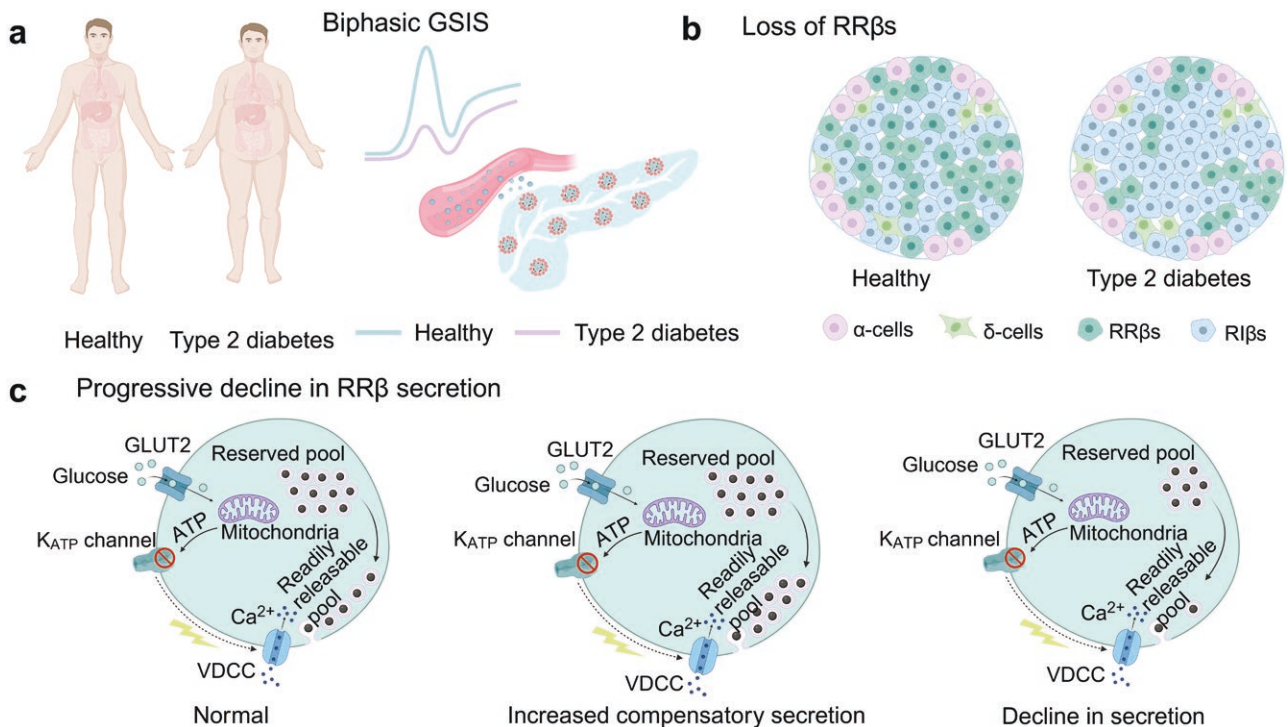 a
Biphasic GSIS
Healthy
Type 2 diabetes
Healthy
Type 2 diabetes
b
Loss of RRβs
Healthy
Type 2 diabetes
α-cells
δ-cells
RRβs
RIβs
c
Progressive decline in RRβ secretion
GLUT2
Glucose
Reserved pool
ATP
Mitochondria
KATP channel
Readily
releasable
pool
Ca2+
VDCC
Normal
GLUT2
Glucose
Reserved pool
ATP
Mitochondria
KATP channel
Readily
releasable
pool
Ca2+
VDCC
Increased compensatory secretion
GLUT2
Glucose
Reserved pool
ATP
Mitochondria
KATP channel
Readily
releasable
pool
Ca2+
VDCC
Decline in secretion